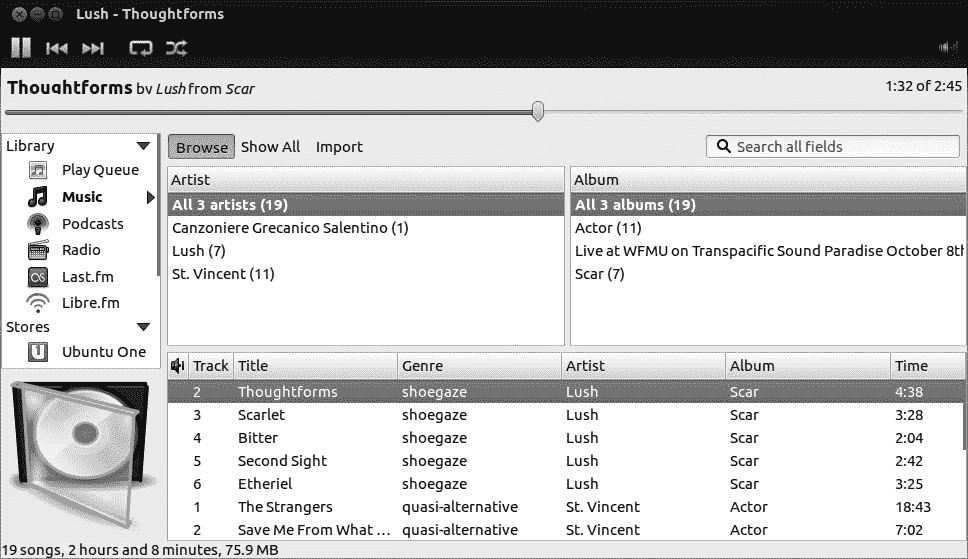 Lush - Thoughtforms
Thoughtforms by Lush from Scar
1:32 of 2:45
Library
Play Queue
Music
Podcasts
Radio
Last.fm
Libre.fm
Stores
Ubuntu One
Browse Show All Import
Search all fields
Artist
All 3 artists (19)
Canzoniere Grecanico Salentino (1)
Lush (7)
St. Vincent (11)
Album
All 3 albums (19)
Actor (11)
Live at WFMU on Transpacific Sound Paradise October 8th
Scar (7)
Track Title Genre Artist Album Time
2 Thoughtforms shoegaze Lush Scar 4:38
3 Scarlet shoegaze Lush Scar 3:28
4 Bitter shoegaze Lush Scar 2:04
5 Second Sight shoegaze Lush Scar 2:42
6 Etheriel shoegaze Lush Scar 3:25
1 The Strangers quasi-alternative St. Vincent Actor 18:43
2 Save Me From What ... quasi-alternative St. Vincent Actor 7:02
19 songs, 2 hours and 8 minutes, 75.9 MB